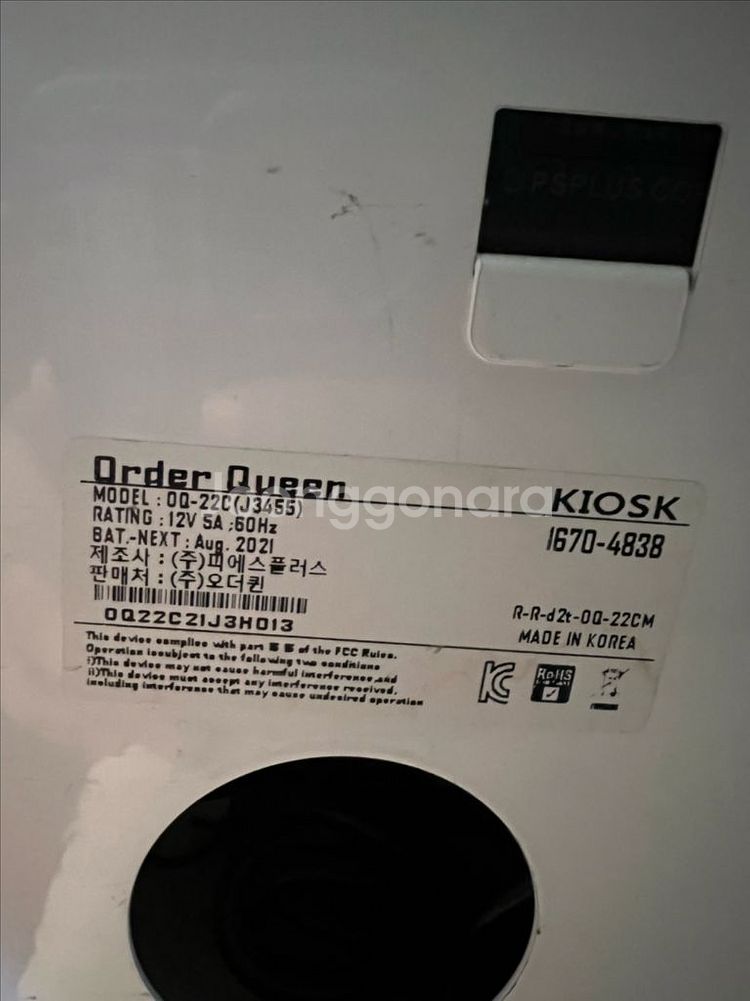 PSPLUS CO
Order Queen
KIOSK
MODEL : OQ-22C(J3455)
RATING : 12V 5A ;60Hz
1670-4838
BAT.-NEXT : Aug. 2021
제조사 : (주)피에스플러스
판매처 : (주)오더퀸
OQ22C21J3H013
R-R-d2t-OQ-22CM
MADE IN KOREA
This device complies with part 15 of the FCC Rules.
Operation is subject to the following two conditions
i)This device may not cause harmful interference,and
ii)This device must accept any interference received,
including interference that may cause undesired operation
RoHS
joonggonara